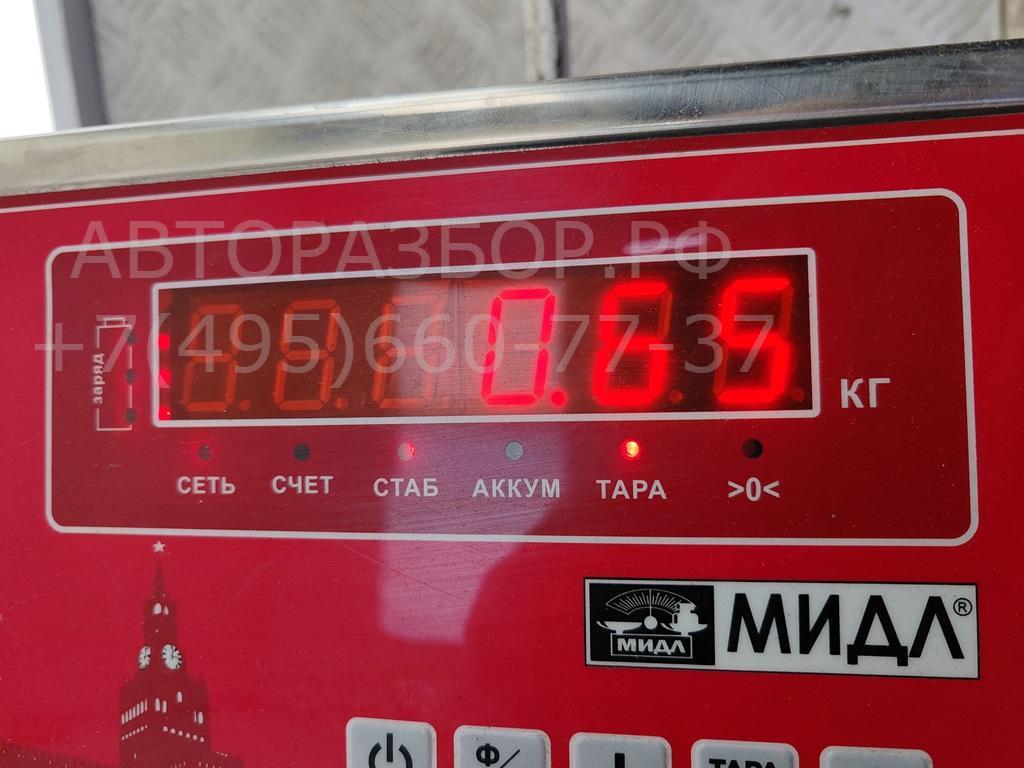 АВТОРАЗБОР.РФ
+7(495)660-77-37
заряд
0.65
КГ
СЕТЬ СЧЕТ СТАБ АККУМ ТАРА >0<
МИДЛ МИДЛ®
Ф/
ТАРА